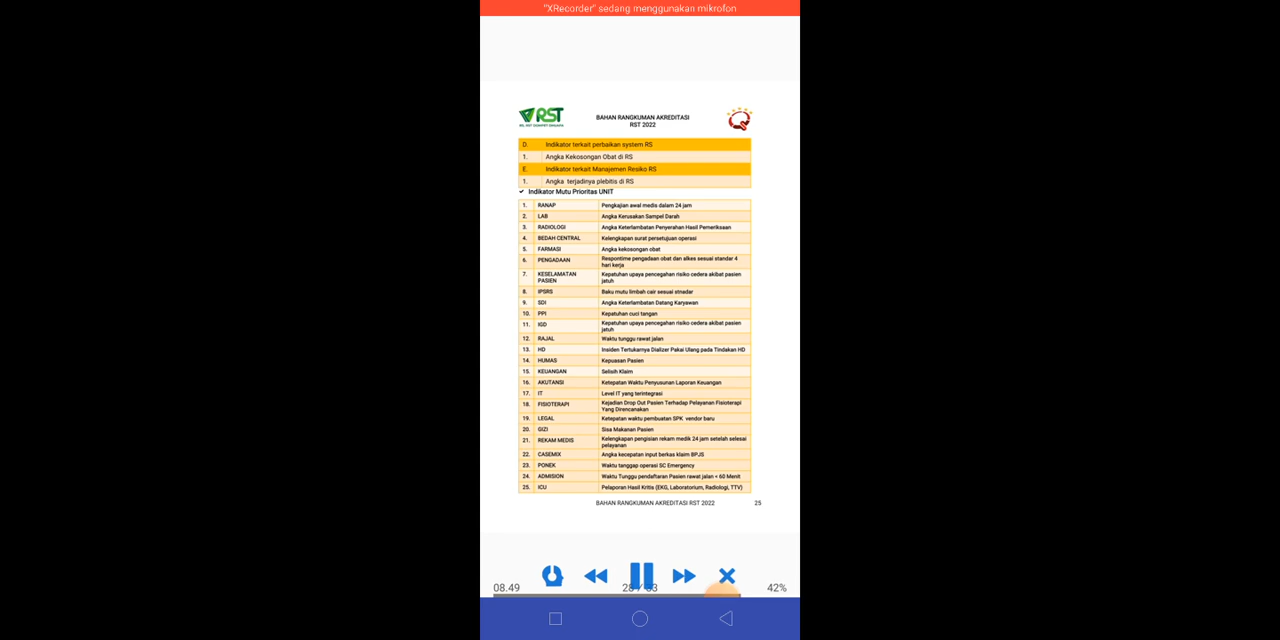 "XRecorder" sedang menggunakan mikrofon
RST
BAHAN RANGKUMAN AKREDITASI
RST 2022
D. Indikator terkait perbaikan system RS
1. Angka Kekosongan Obat di RS
E. Indikator terkait Manajemen Resiko RS
1. Angka terjadinya plebitis di RS
✔ Indikator Mutu Prioritas UNIT
1. RANAP Pengkajian awal medis dalam 24 jam
2. LAB Angka Kerusakan Sampel Darah
3. RADIOLOGI Angka Keterlambatan Penyerahan Hasil Pemeriksaan
4. BEDAH CENTRAL Kelengkapan surat persetujuan operasi
5. FARMASI Angka kekosongan obat
6. PENGADAAN Respontime pengadaan obat dan alkes sesuai standar 4
hari kerja
7. KESELAMATAN PASIEN Kepatuhan upaya pencegahan risiko cedera akibat pasien
jatuh
8. IPSRS Baku mutu limbah cair sesuai stnadar
9. SDI Angka Keterlambatan Datang Karyawan
10. PPI Kepatuhan cuci tangan
11. IGD Kepatuhan upaya pencegahan risiko cedera akibat pasien
jatuh
12. RAJAL Waktu tunggu rawat jalan
13. HD Insiden Tertukarnya Dializer Pakai Ulang pada Tindakan HD
14. HUMAS Kepuasan Pasien
15. KEUANGAN Selisih Klaim
16. AKUTANSI Ketepatan Waktu Penyusunan Laporan Keuangan
17. IT Level IT yang terintegrasi
18. FISIOTERAPI Kejadian Drop Out Pasien Terhadap Pelayanan Fisioterapi
Yang Direncanakan
19. LEGAL Ketepatan waktu pembuatan SPK vendor baru
20. GIZI Sisa Makanan Pasien
21. REKAM MEDIS Kelengkapan pengisian rekam medik 24 jam setelah selesai
pelayanan
22. CASEMIX Angka kecepatan input berkas klaim BPJS
23. PONEK Waktu tanggap operasi SC Emergency
24. ADMISION Waktu Tunggu pendaftaran Pasien rawat jalan < 60 Menit
25. ICU Pelaporan Hasil Kritis (EKG, Laboratorium, Radiologi, TTV)
BAHAN RANGKUMAN AKREDITASI RST 2022 25
08.49 28 / 33 42%